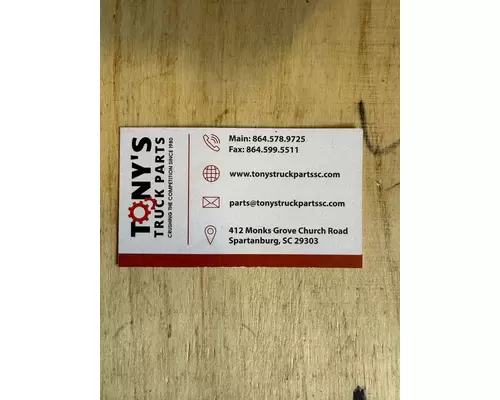 TONY'S
TRUCK PARTS
CRUSHING THE COMPETITION SINCE 1980
Main: 864.578.9725
Fax: 864.599.5511
www.tonystruckpartssc.com
parts@tonystruckpartssc.com
412 Monks Grove Church Road
Spartanburg, SC 29303